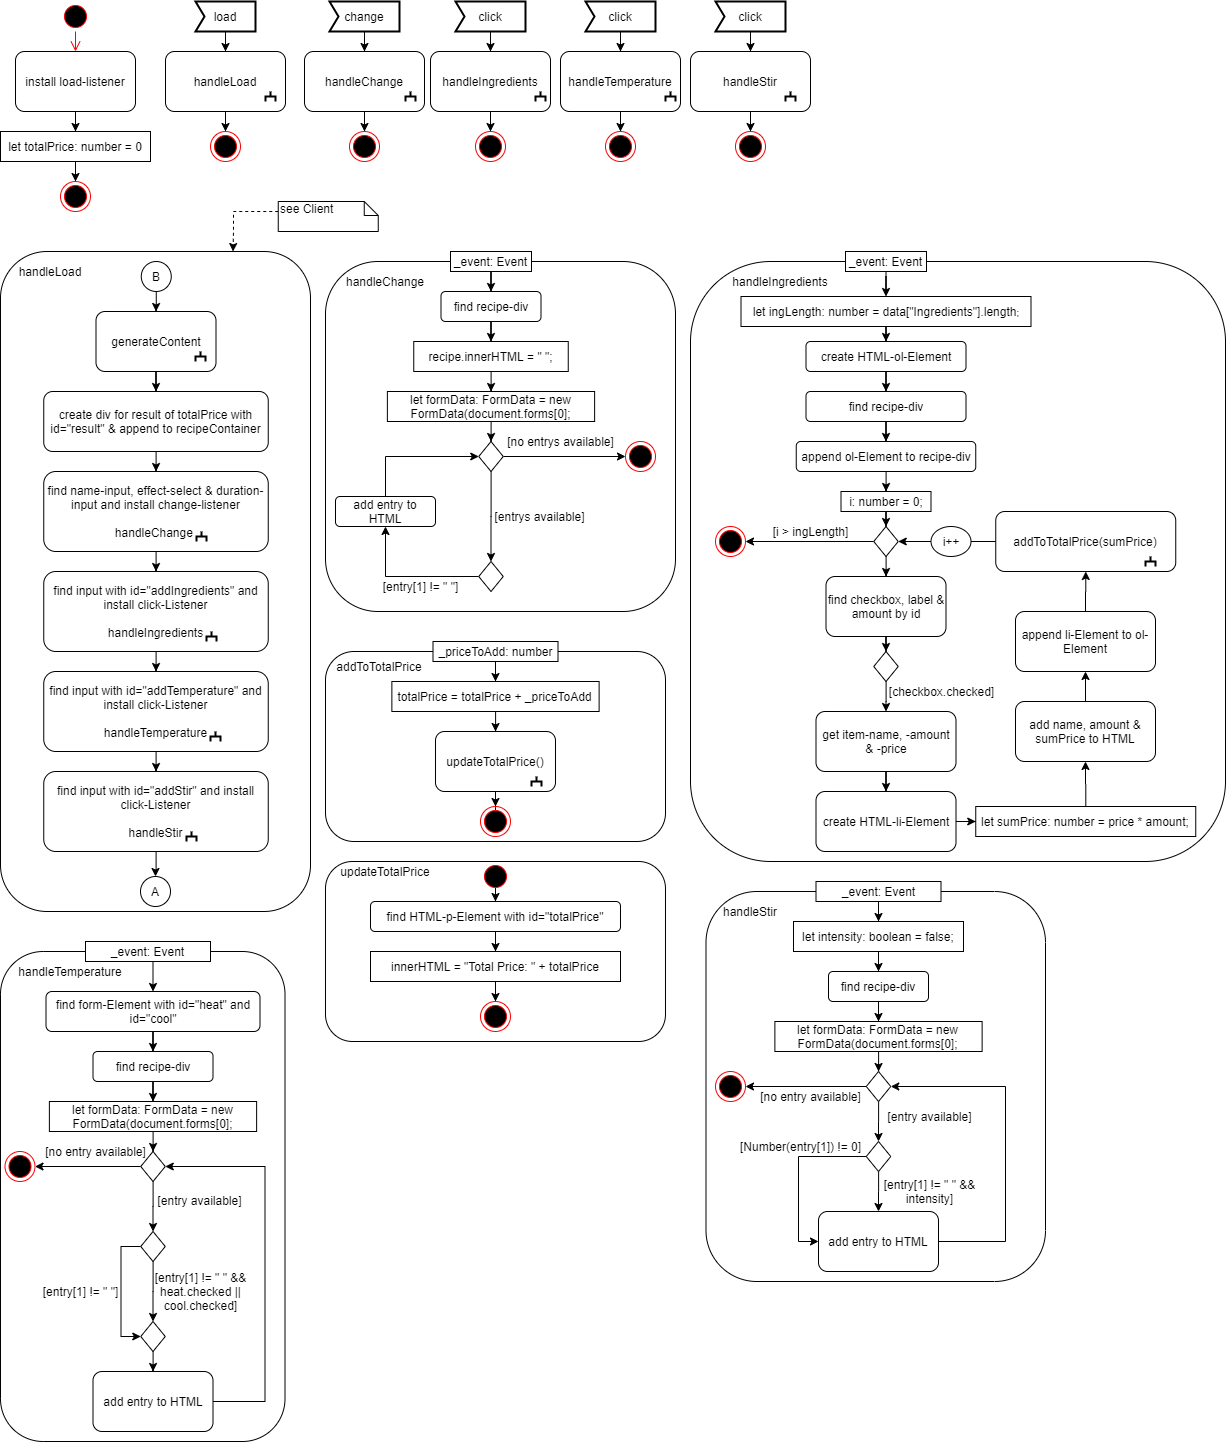 load
change
click
click
click
install load-listener
handleLoad
handleChange
handleIngredients
handleTemperature
handleStir
let totalPrice: number = 0
see Client
handleLoad
B
generateContent
create div for result of totalPrice with
id="result" & append to recipeContainer
find name-input, effect-select & duration-
input and install change-listener
handleChange
find input with id="addIngredients" and
install click-Listener
handleIngredients
find input with id="addTemperature" and
install click-Listener
handleTemperature
find input with id="addStir" and install
click-Listener
handleStir
A
_event: Event
handleChange
find recipe-div
recipe.innerHTML = " ";
let formData: FormData = new
FormData(document.forms[0];
[no entrys available]
add entry to
HTML
[entrys available]
[entry[1] != " "]
_priceToAdd: number
addToTotalPrice
totalPrice = totalPrice + _priceToAdd
updateTotalPrice()
updateTotalPrice
find HTML-p-Element with id="totalPrice"
innerHTML = "Total Price: " + totalPrice
_event: Event
handleIngredients
let ingLength: number = data["Ingredients"].length;
create HTML-ol-Element
find recipe-div
append ol-Element to recipe-div
i: number = 0;
[i > ingLength]
i++
addToTotalPrice(sumPrice)
find checkbox, label &
amount by id
append li-Element to ol-
Element
[checkbox.checked]
get item-name, -amount
& -price
add name, amount &
sumPrice to HTML
create HTML-li-Element
let sumPrice: number = price * amount;
_event: Event
handleTemperature
find form-Element with id="heat" and
id="cool"
find recipe-div
let formData: FormData = new
FormData(document.forms[0];
[no entry available]
[entry available]
[entry[1] != " "]
[entry[1] != " " &&
heat.checked ||
cool.checked]
add entry to HTML
_event: Event
handleStir
let intensity: boolean = false;
find recipe-div
let formData: FormData = new
FormData(document.forms[0];
[no entry available]
[entry available]
[Number(entry[1]) != 0]
[entry[1] != " " &&
intensity]
add entry to HTML